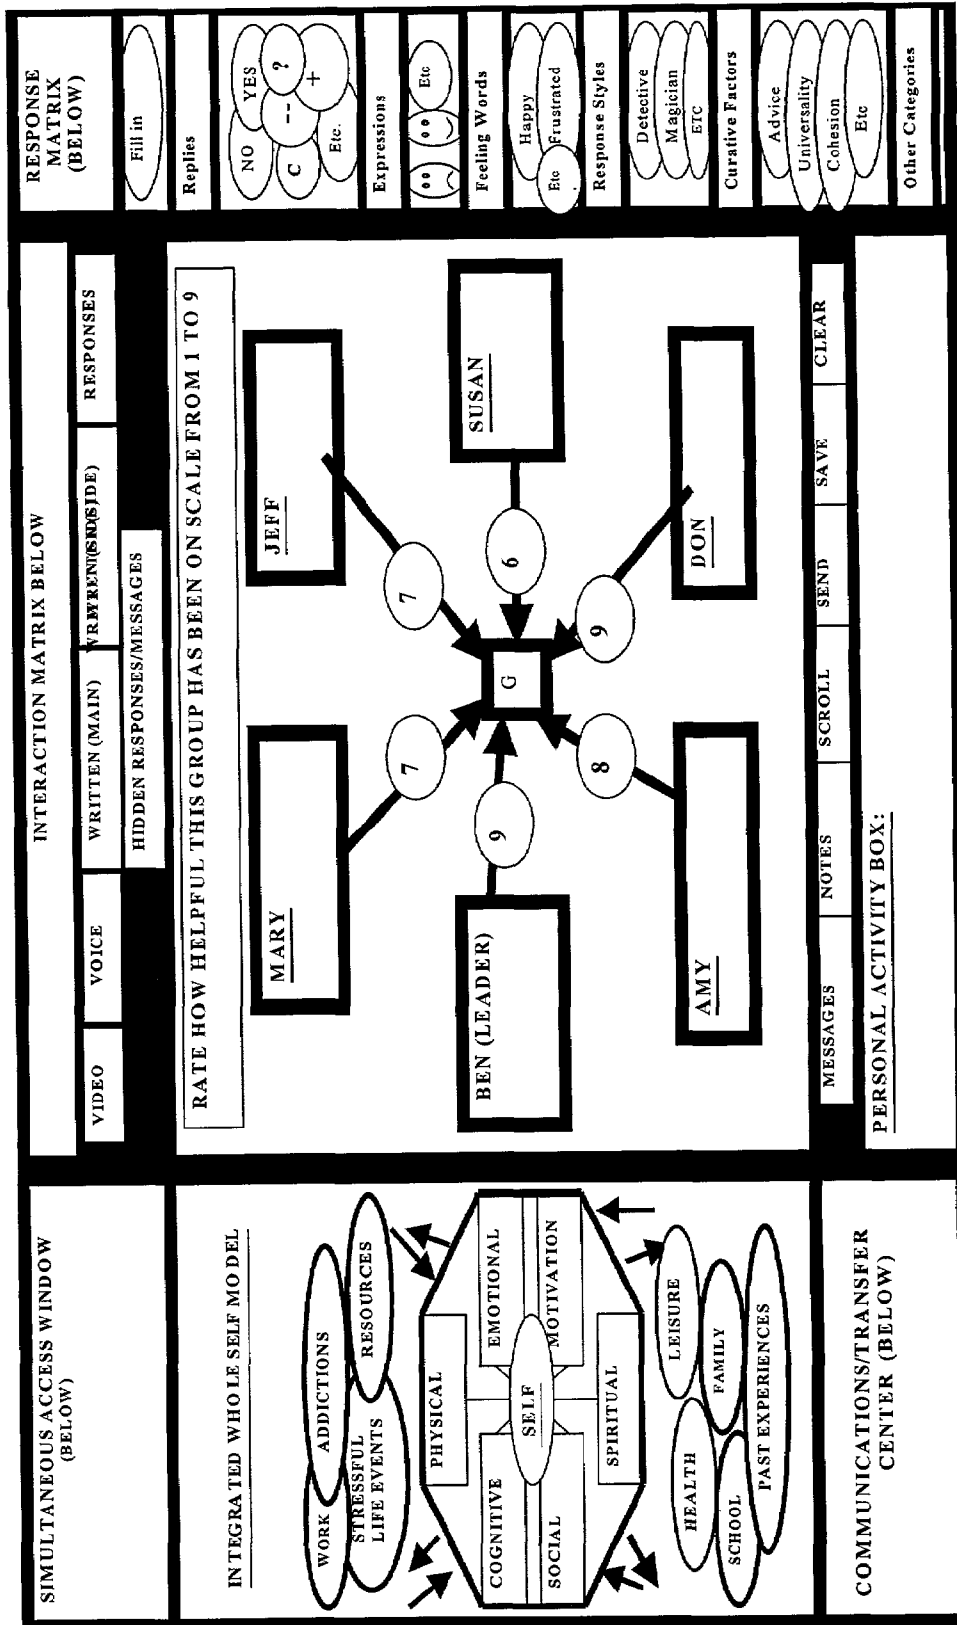 SIMULTANEOUS ACCESS WINDOW
(BELOW)
INTEGRATED WHOLE SELF MODEL
WORK
ADDICTIONS
STRESSFUL
LIFE EVENTS
RESOURCES
PHYSICAL
COGNITIVE
EMOTIONAL
SELF
SOCIAL
MOTIVATION
SPIRITUAL
HEALTH
LEISURE
SCHOOL
FAMILY
PAST EXPERIENCES
COMMUNICATIONS/TRANSFER
CENTER (BELOW)
INTERACTION MATRIX BELOW
VIDEO
VOICE
WRITTEN (MAIN)
RESPONSES
HIDDEN RESPONSES/MESSAGES
RATE HOW HELPFUL THIS GROUP HAS BEEN ON SCALE FROM 1 TO 9
MARY
JEFF
7
7
BEN (LEADER)
9
G
6
SUSAN
8
9
AMY
DON
MESSAGES
NOTES
SCROLL
SEND
SAVE
CLEAR
PERSONAL ACTIVITY BOX:
RESPONSE
MATRIX
(BELOW)
Fill in
Replies
NO
YES
C
--
?
Etc.
+
Expressions
Etc
Feeling Words
Happy
Etc
Frustrated
Response Styles
Detective
Magician
ETC
Curative Factors
Advice
Universality
Cohesion
Etc
Other Categories